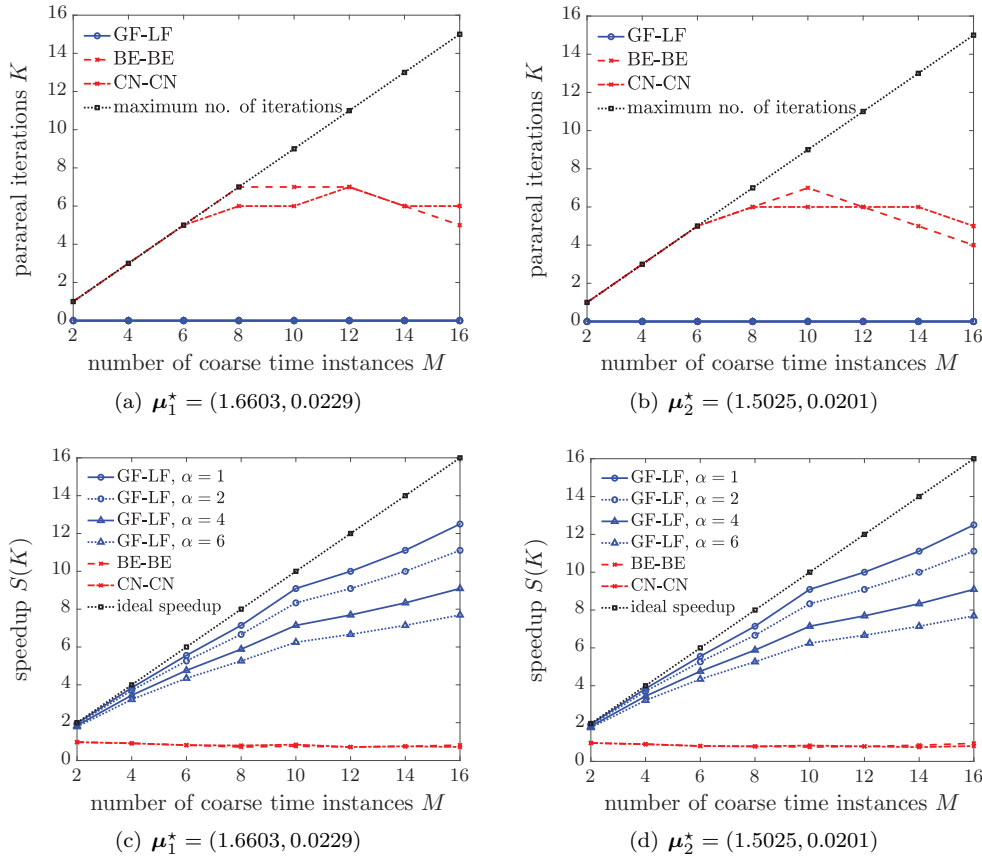 16
14
12
10
8
6
4
2
0
parareal iterations K
GF-LF
BE-BE
CN-CN
maximum no. of iterations
2 4 6 8 10 12 14 16
number of coarse time instances M
(a) μ₁⋆ = (1.6603, 0.0229)
16
14
12
10
8
6
4
2
0
parareal iterations K
GF-LF
BE-BE
CN-CN
maximum no. of iterations
2 4 6 8 10 12 14 16
number of coarse time instances M
(b) μ₂⋆ = (1.5025, 0.0201)
16
14
12
10
8
6
4
2
0
speedup S(K)
GF-LF, α = 1
GF-LF, α = 2
GF-LF, α = 4
GF-LF, α = 6
BE-BE
CN-CN
ideal speedup
2 4 6 8 10 12 14 16
number of coarse time instances M
(c) μ₁⋆ = (1.6603, 0.0229)
16
14
12
10
8
6
4
2
0
speedup S(K)
GF-LF, α = 1
GF-LF, α = 2
GF-LF, α = 4
GF-LF, α = 6
BE-BE
CN-CN
ideal speedup
2 4 6 8 10 12 14 16
number of coarse time instances M
(d) μ₂⋆ = (1.5025, 0.0201)